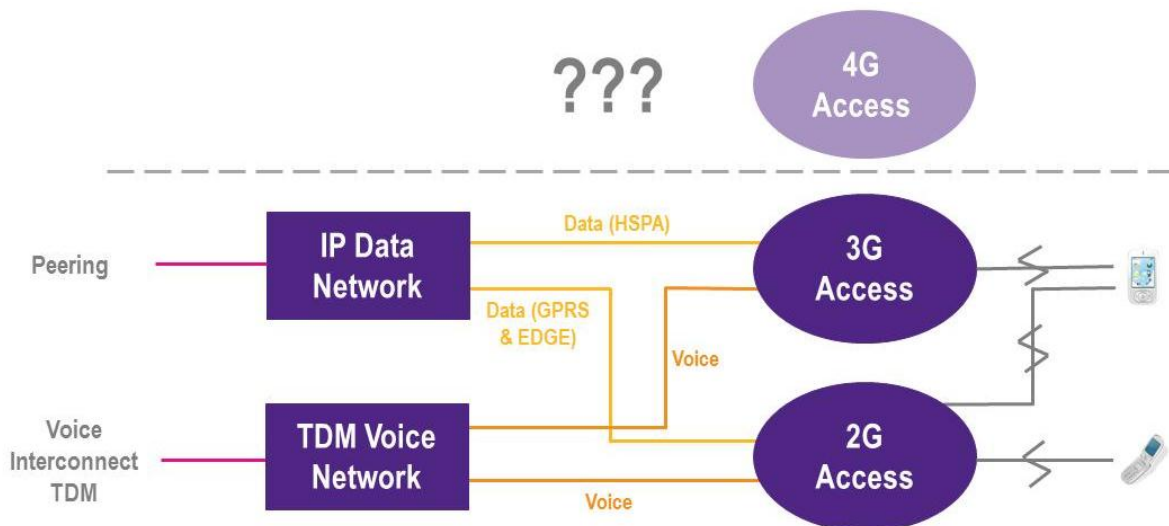 ???
4G
Access
Peering
IP Data
Network
Data (HSPA)
3G
Access
Data (GPRS
& EDGE)
Voice
Voice
Interconnect
TDM
TDM Voice
Network
Voice
2G
Access